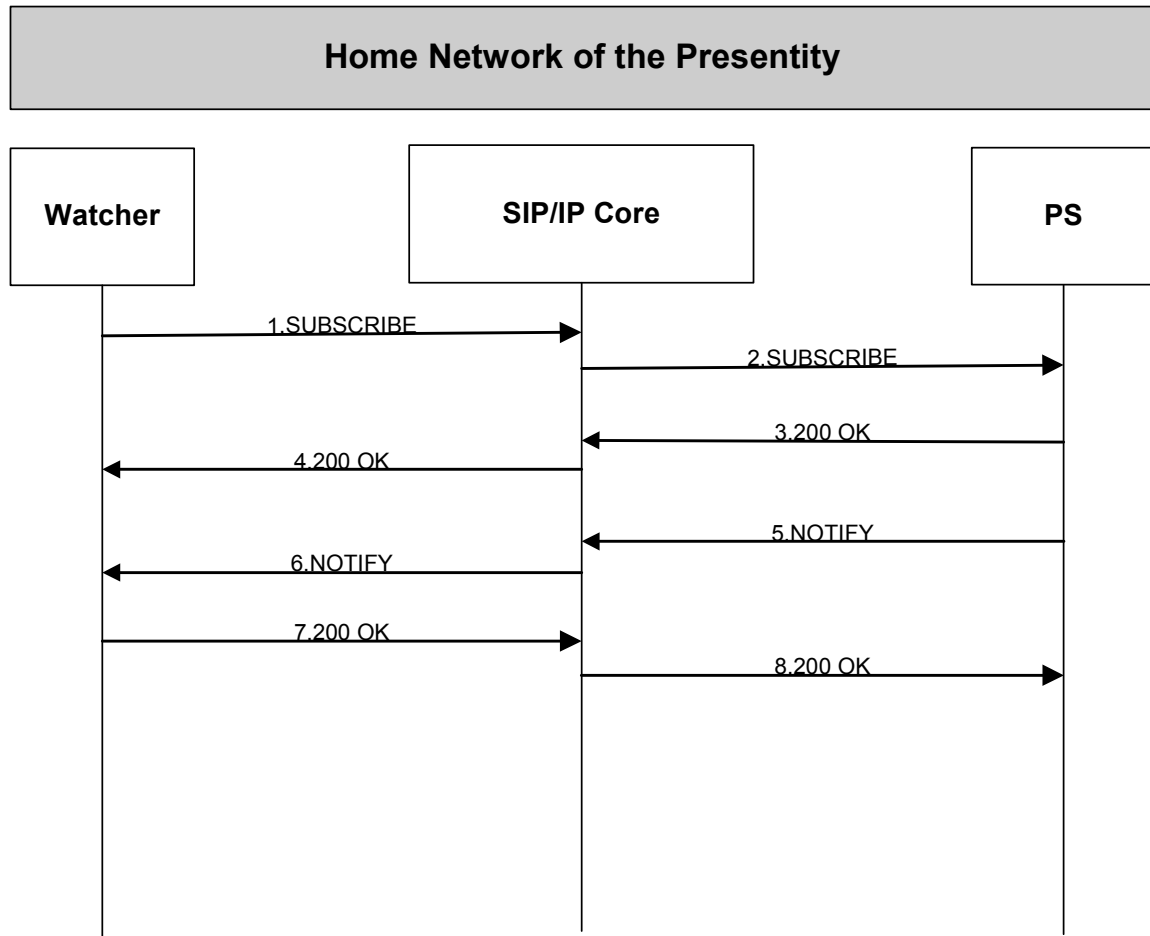 Home Network of the Presentity
Watcher
SIP/IP Core
PS
1.SUBSCRIBE
2.SUBSCRIBE
3.200 OK
4.200 OK
5.NOTIFY
6.NOTIFY
7.200 OK
8.200 OK